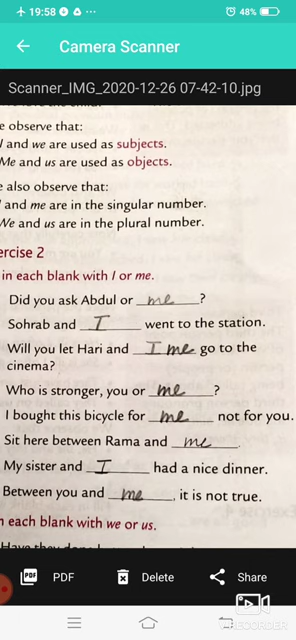 19:58
48%
Camera Scanner
Scanner_IMG_2020-12-26 07-42-10.jpg
e observe that:
I and we are used as subjects.
Me and us are used as objects.
e also observe that:
and me are in the singular number.
We and us are in the plural number.
ercise 2
in each blank with I or me.
Did you ask Abdul or me ?
Sohrab and I went to the station.
Will you let Hari and I me go to the
cinema?
Who is stronger, you or me ?
I bought this bicycle for me not for you.
Sit here between Rama and me.
My sister and I had a nice dinner.
Between you and me, it is not true.
n each blank with we or us.
PDF
PDF
Delete
Share